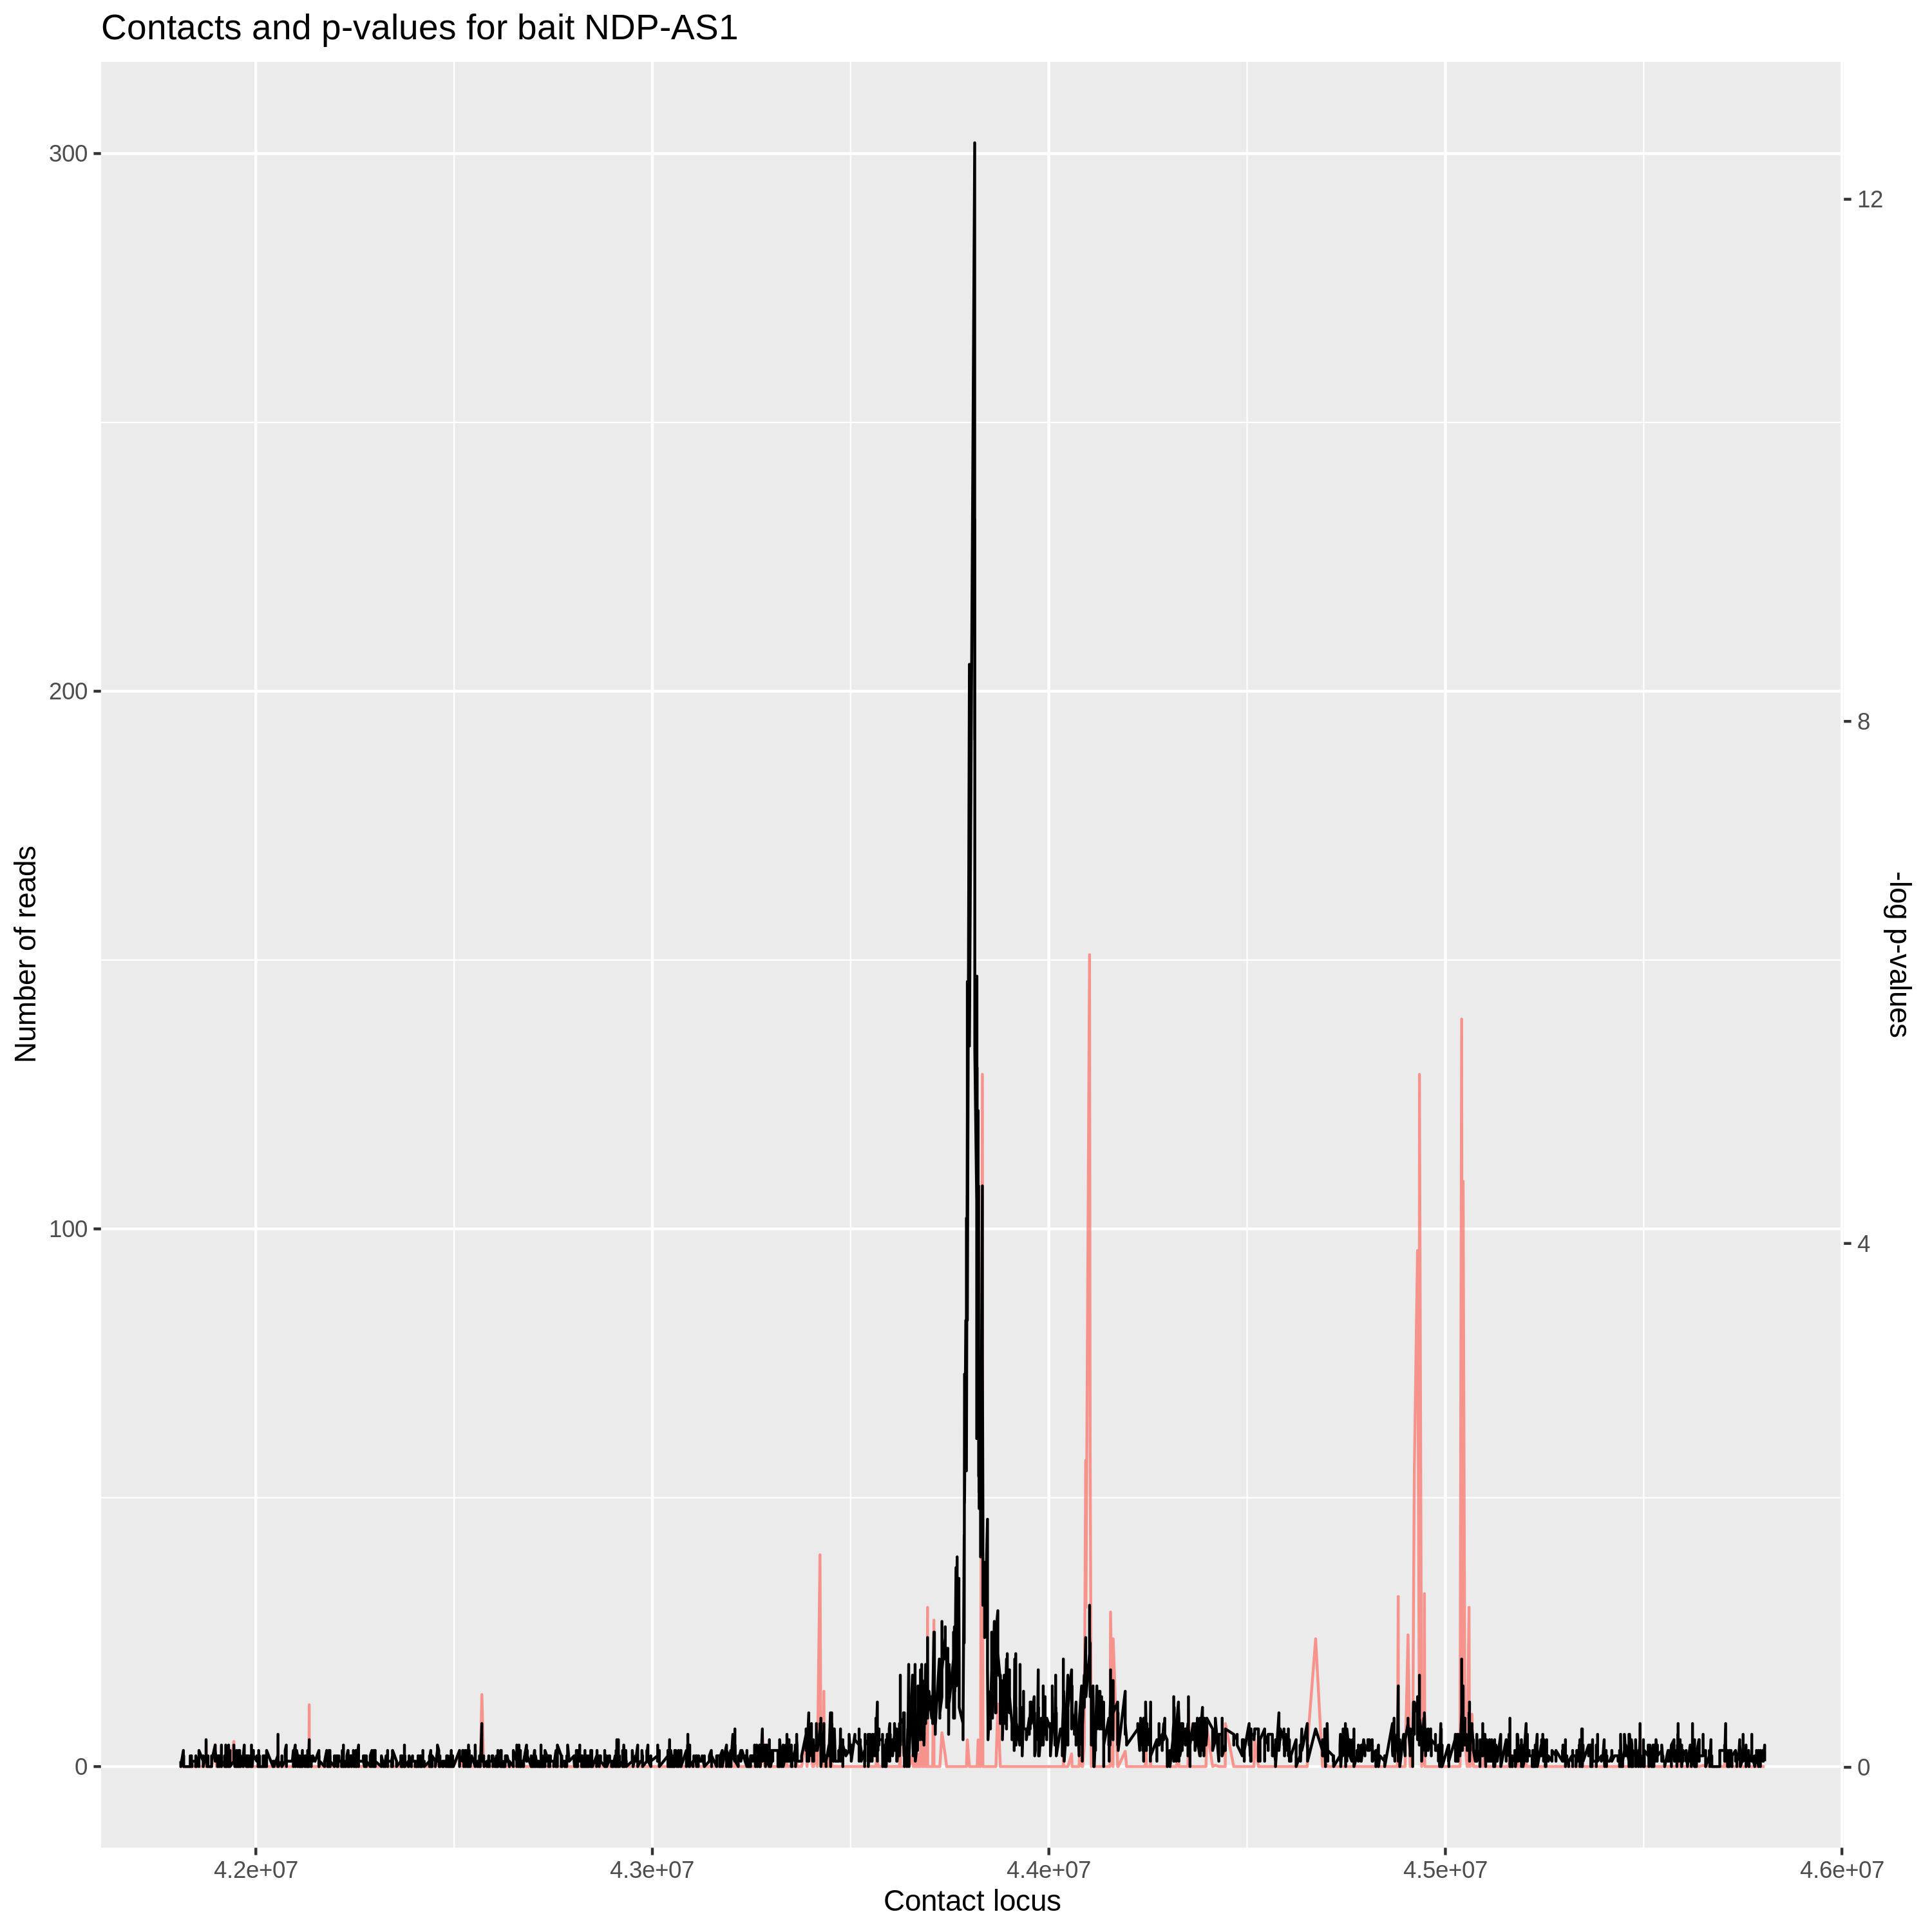 Contacts and p-values for bait NDP-AS1
300
200
100
0
Number of reads
12
8
4
0
-log p-values
4.2e+07
4.3e+07
4.4e+07
4.5e+07
4.6e+07
Contact locus